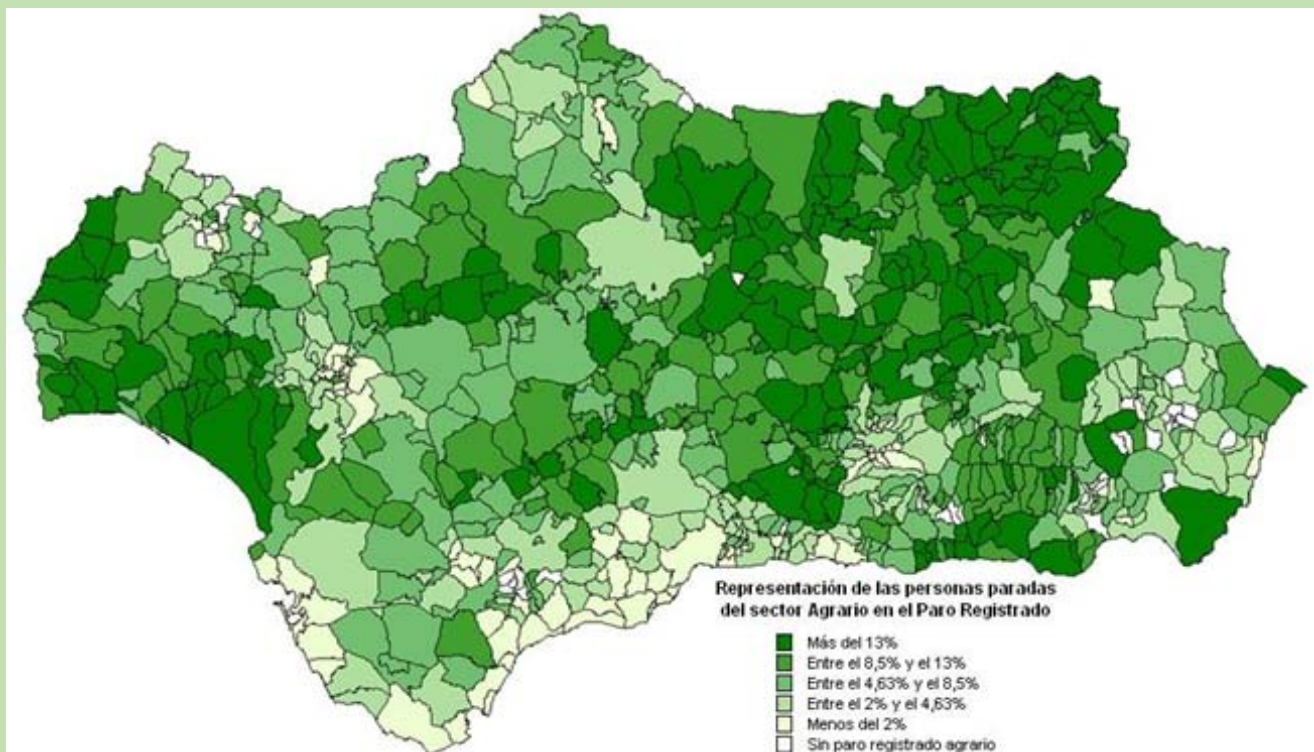 Representación de las personas paradas
del sector Agrario en el Paro Registrado
Más del 13%
Entre el 8,5% y el 13%
Entre el 4,63% y el 8,5%
Entre el 2% y el 4,63%
Menos del 2%
Sin paro registrado agrario